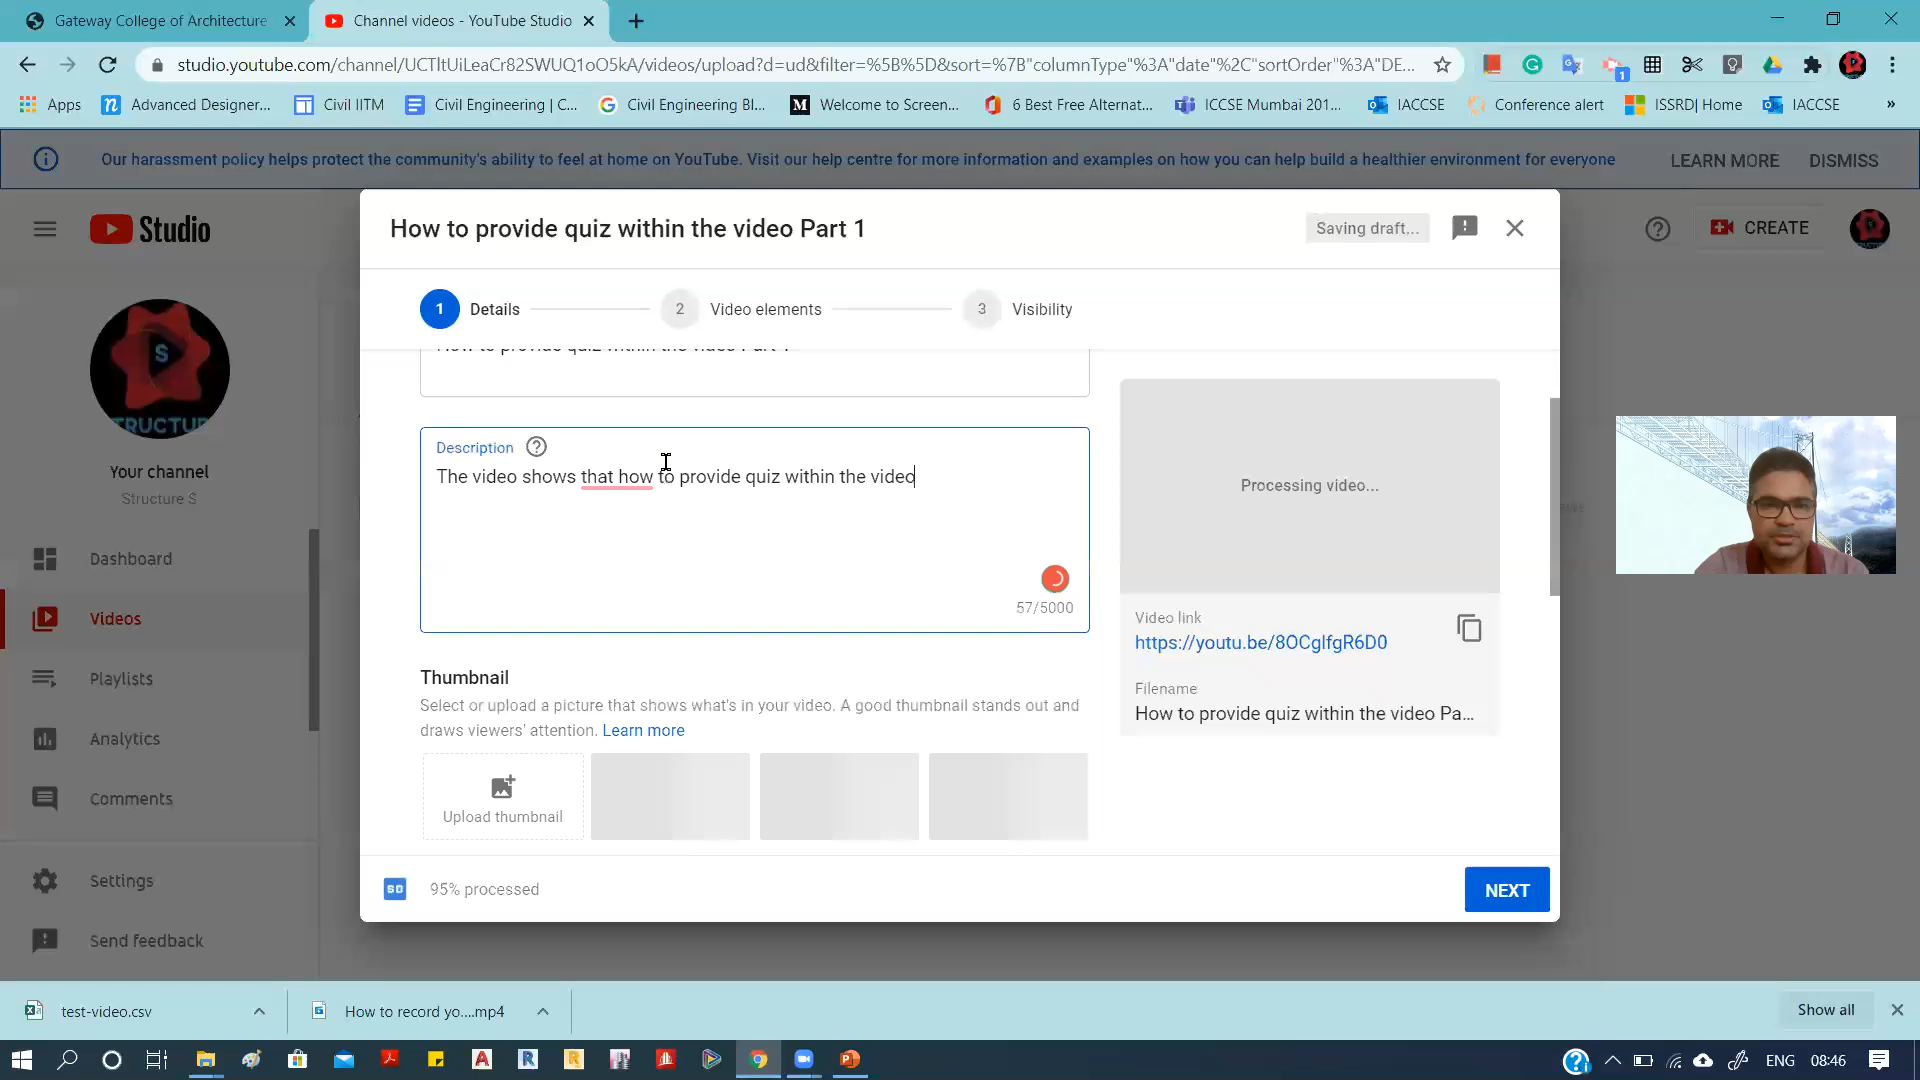 Gateway College of Architecture
Channel videos - YouTube Studio
studio.youtube.com/channel/UCTltUiLeaCr82SWUQ1oO5kA/videos/upload?d=ud&filter=%5B%5D&sort=%7B"columnType"%3A"date"%2C"sortOrder"%3A"DE...
Apps
Advanced Designer...
Civil IITM
Civil Engineering | C...
Civil Engineering Bl...
Welcome to Screen...
6 Best Free Alternat...
ICCSE Mumbai 201...
IACCSE
Conference alert
ISSRD| Home
IACCSE
»
Our harassment policy helps protect the community's ability to feel at home on YouTube. Visit our help centre for more information and examples on how you can help build a healthier environment for everyone
LEARN MORE
DISMISS
Studio
CREATE
How to provide quiz within the video Part 1
Saving draft...
1 Details
2 Video elements
3 Visibility
S
Your channel
Structure S
Dashboard
Videos
Playlists
Analytics
Comments
Settings
Send feedback
How to provide quiz within the video Part 1
Description
The video shows that how to provide quiz within the video
57/5000
Thumbnail
Select or upload a picture that shows what's in your video. A good thumbnail stands out and
draws viewers' attention. Learn more
Upload thumbnail
Processing video...
Video link
https://youtu.be/8OCglfgR6D0
Filename
How to provide quiz within the video Pa...
SD
95% processed
NEXT
test-video.csv
How to record yo....mp4
Show all
ENG
08:46